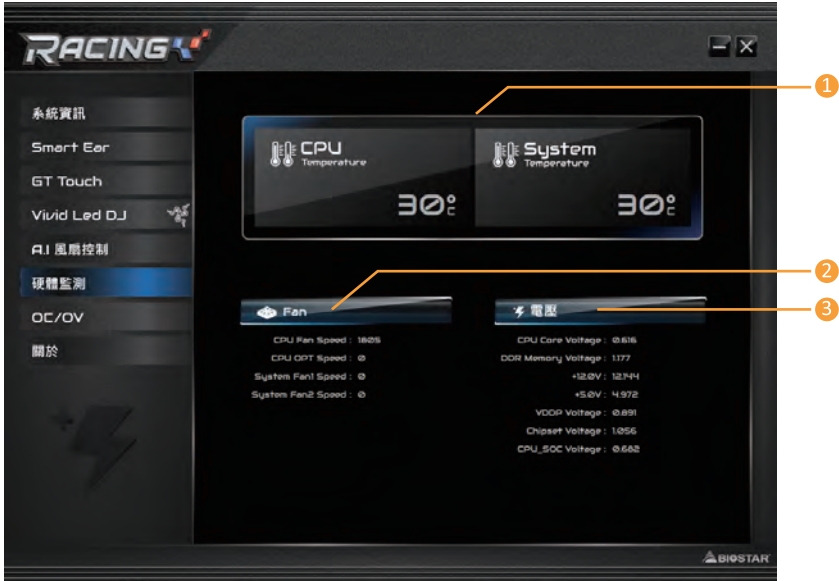 RACING
1
系統資訊
Smart Ear
GT Touch
Vivid Led DJ
A.I 風扇控制
硬體監測
OC/OV
關於
CPU
Temperature
30°C
System
Temperature
30°C
2
3
Fan
CPU Fan Speed : 1805
CPU OPT Speed : 0
System Fan1 Speed : 0
System Fan2 Speed : 0
電壓
CPU Core Voltage : 0.616
DDR Memory Voltage : 1.177
+12.0V : 12.144
+5.0V : 4.972
VDDP Voltage : 0.891
Chipset Voltage : 1.056
CPU_SOC Voltage : 0.682
BIOSTAR